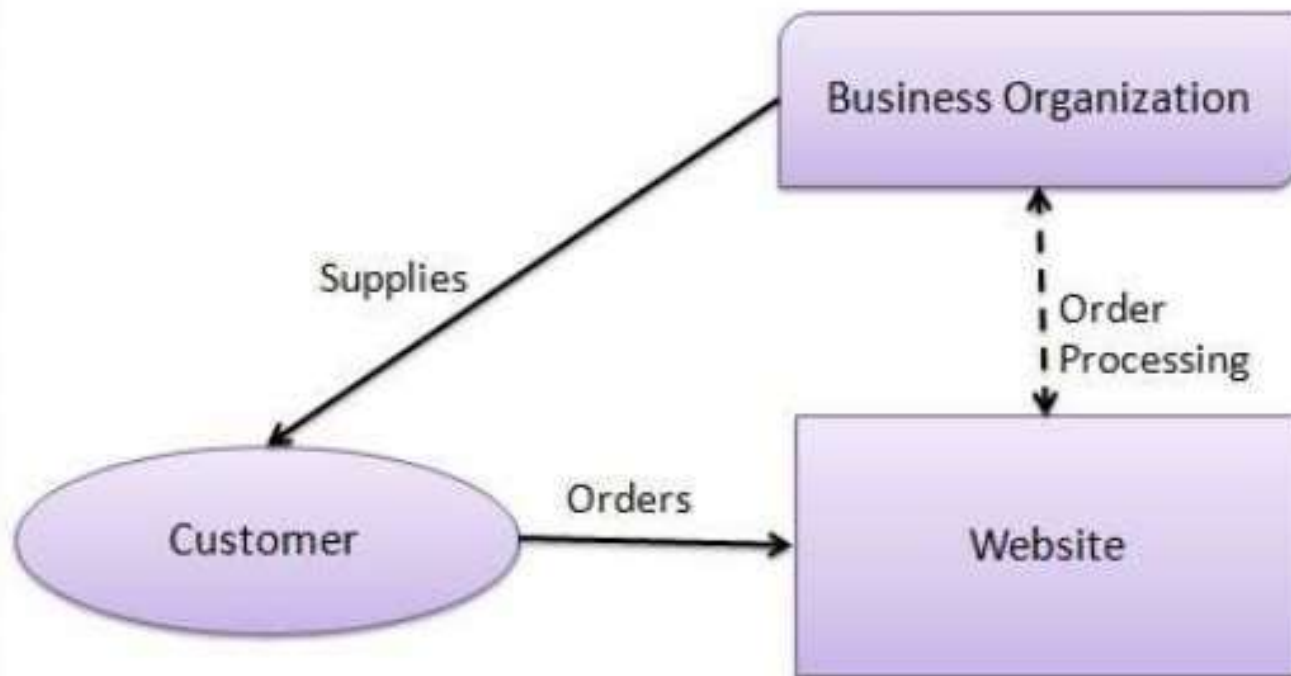 Business Organization
Supplies
Order
Processing
Orders
Customer
Website